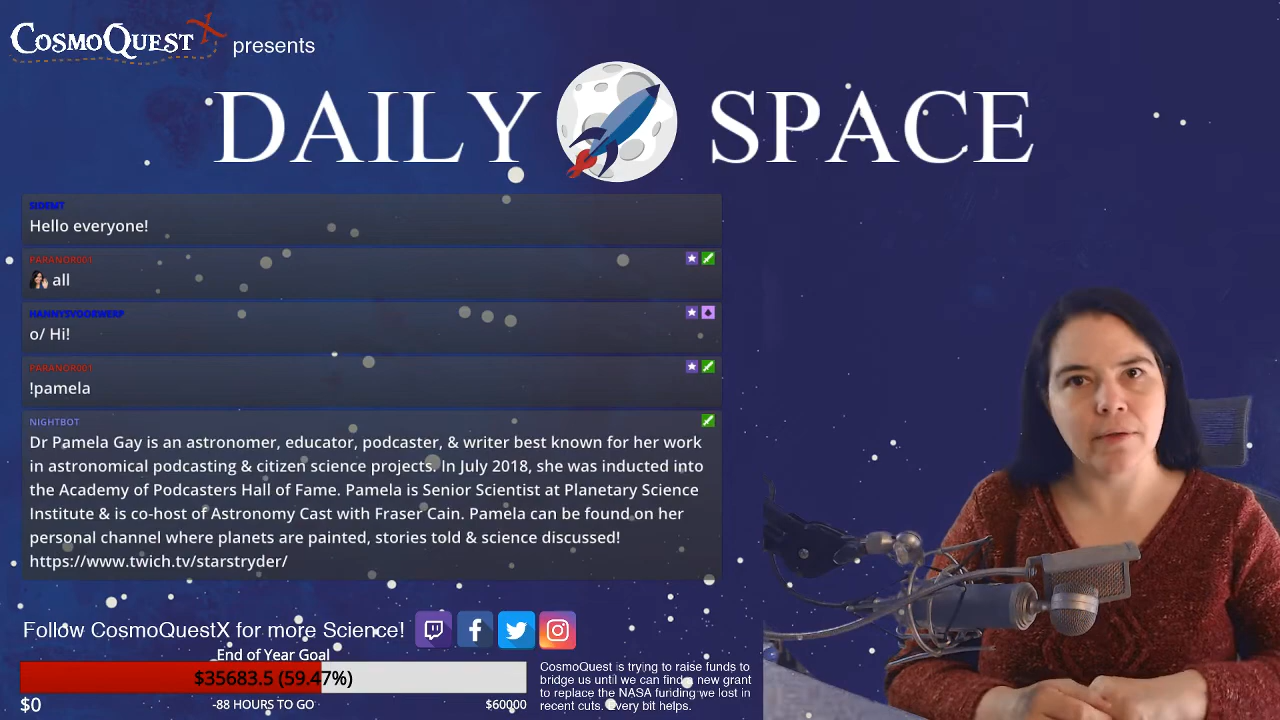 CosmoQuest X presents
DAILY SPACE
SIDEMT
Hello everyone!
PARANOR001
all
HANNYSVOORWERP
o/ Hi!
PARANOR001
!pamela
NIGHTBOT
Dr Pamela Gay is an astronomer, educator, podcaster, & writer best known for her work
in astronomical podcasting & citizen science projects. In July 2018, she was inducted into
the Academy of Podcasters Hall of Fame. Pamela is Senior Scientist at Planetary Science
Institute & is co-host of Astronomy Cast with Fraser Cain. Pamela can be found on her
personal channel where planets are painted, stories told & science discussed!
https://www.twich.tv/starstryder/
Follow CosmoQuestX for more Science!
End of Year Goal
$35683.5 (59.47%)
$0
-88 HOURS TO GO
$60000
CosmoQuest is trying to raise funds to
bridge us until we can find a new grant
to replace the NASA funding we lost in
recent cuts. Every bit helps.